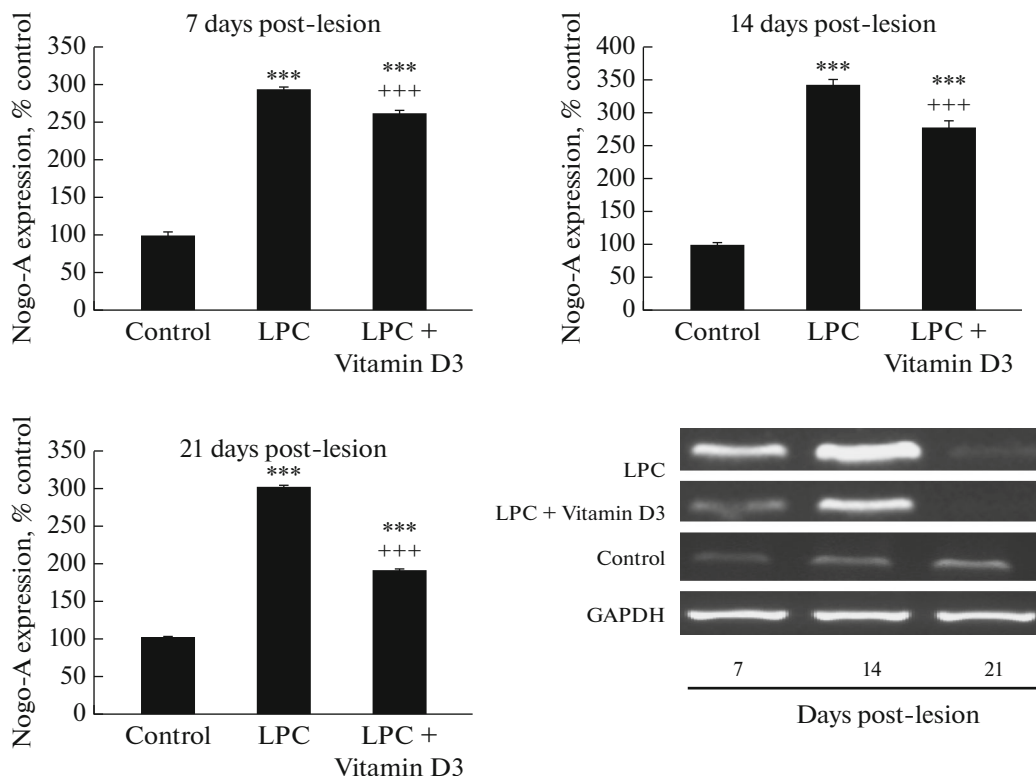 7 days post-lesion
Nogo-A expression, % control
350
300
250
200
150
100
50
0
***
***
+++
Control
LPC
LPC +
Vitamin D3
14 days post-lesion
Nogo-A expression, % control
400
350
300
250
200
150
100
50
0
***
***
+++
Control
LPC
LPC +
Vitamin D3
21 days post-lesion
Nogo-A expression, % control
350
300
250
200
150
100
50
0
***
***
+++
Control
LPC
LPC +
Vitamin D3
LPC
LPC + Vitamin D3
Control
GAPDH
7 14 21
Days post-lesion